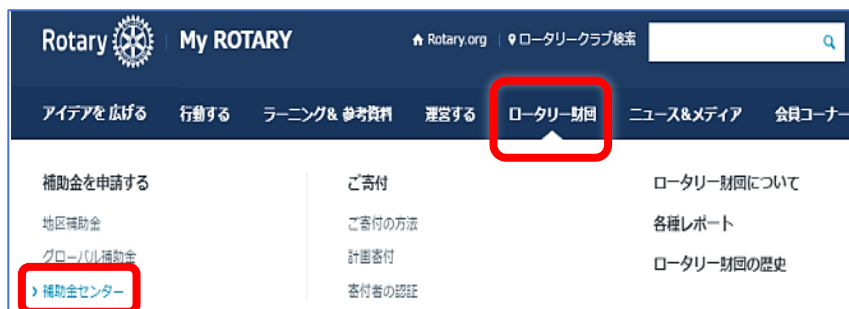 Rotary My ROTARY Rotary.org ロータリークラブ検索
アイデアを広げる 行動する ラーニング& 参考資料 運営する ロータリー財団 ニュース&メディア 会員コーナー
補助金を申請する ご寄付 ロータリー財団について
地区補助金 ご寄付の方法 各種レポート
グローバル補助金 計画寄付 ロータリー財団の歴史
補助金センター 寄付者の認証